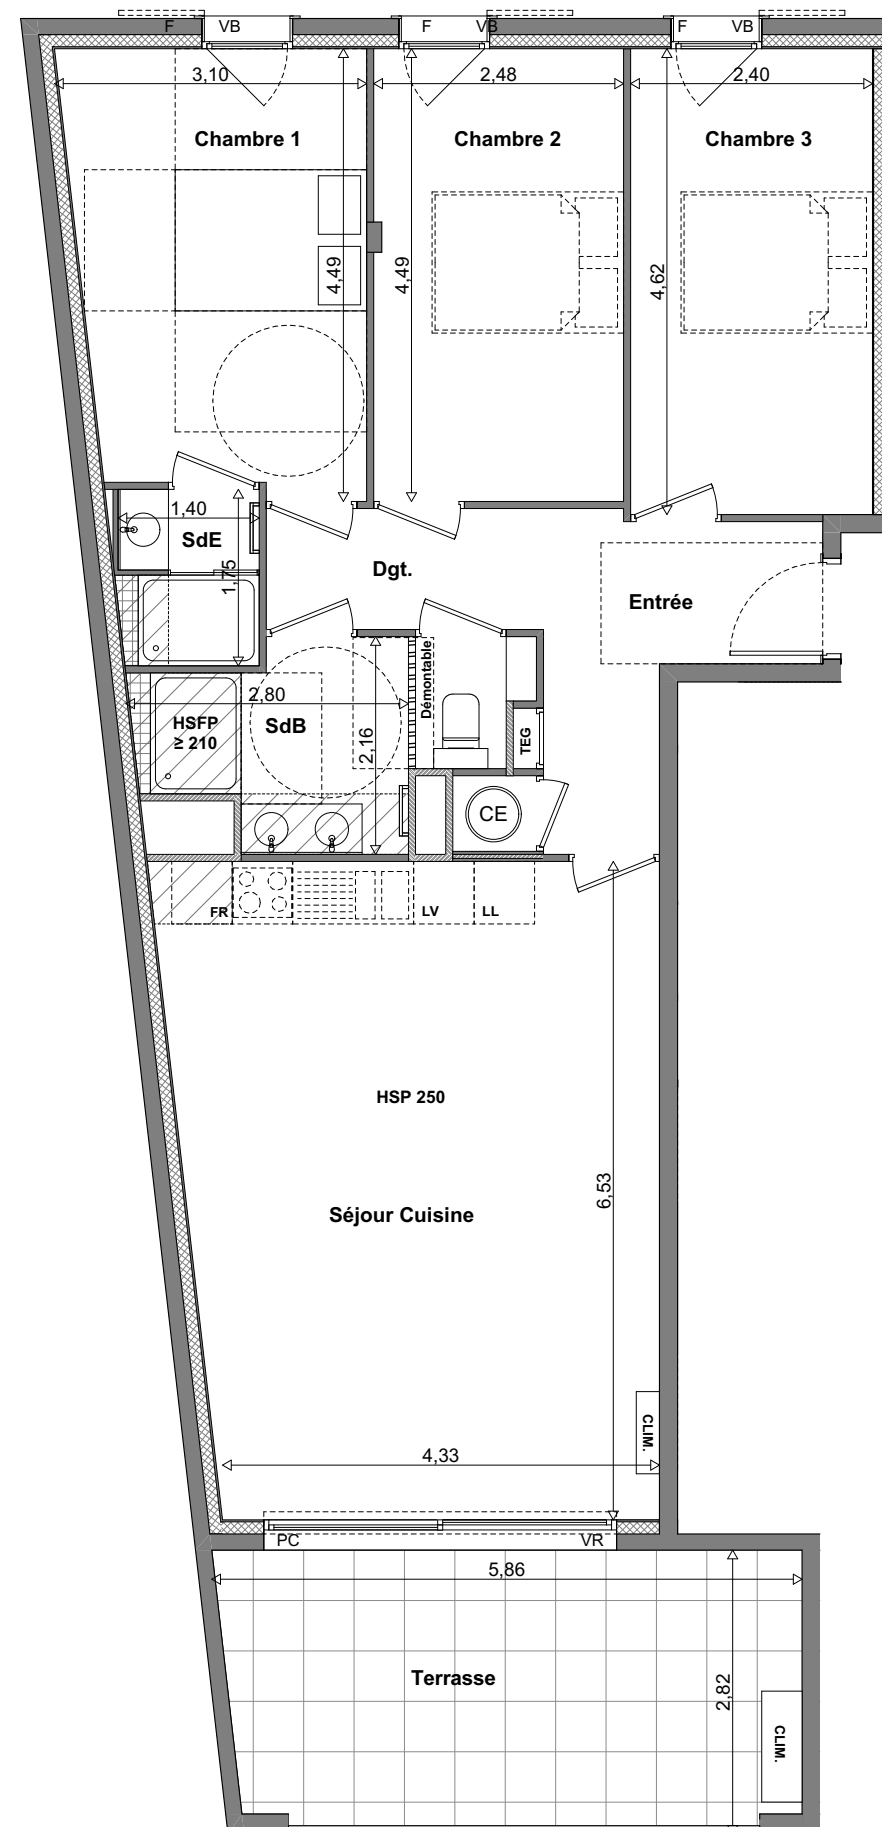 F VB F VB F VB
3,10 2,48 2,40
Chambre 1 Chambre 2 Chambre 3
4,49 4,49 4,62
1,40
SdE
1,75
Dgt.
Entrée
2,80
HSFP
≥ 210
SdB
2,16
Démontable
TEG
CE
FR LV LL
HSP 250
6,53
Séjour Cuisine
CLIM.
4,33
PC VR
5,86
Terrasse
2,82
CLIM.